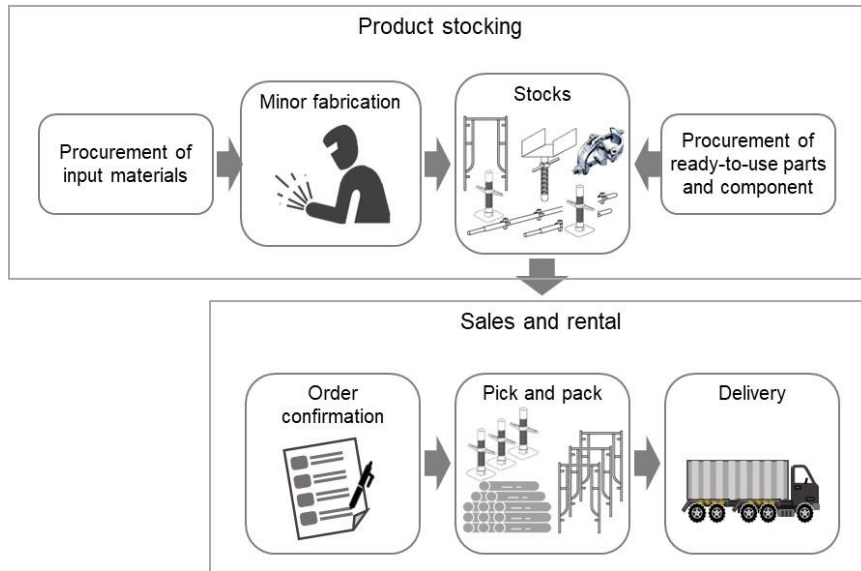 Product stocking
Minor fabrication
Stocks
Procurement of
input materials
Procurement of
ready-to-use parts
and component
Sales and rental
Order
confirmation
Pick and pack
Delivery